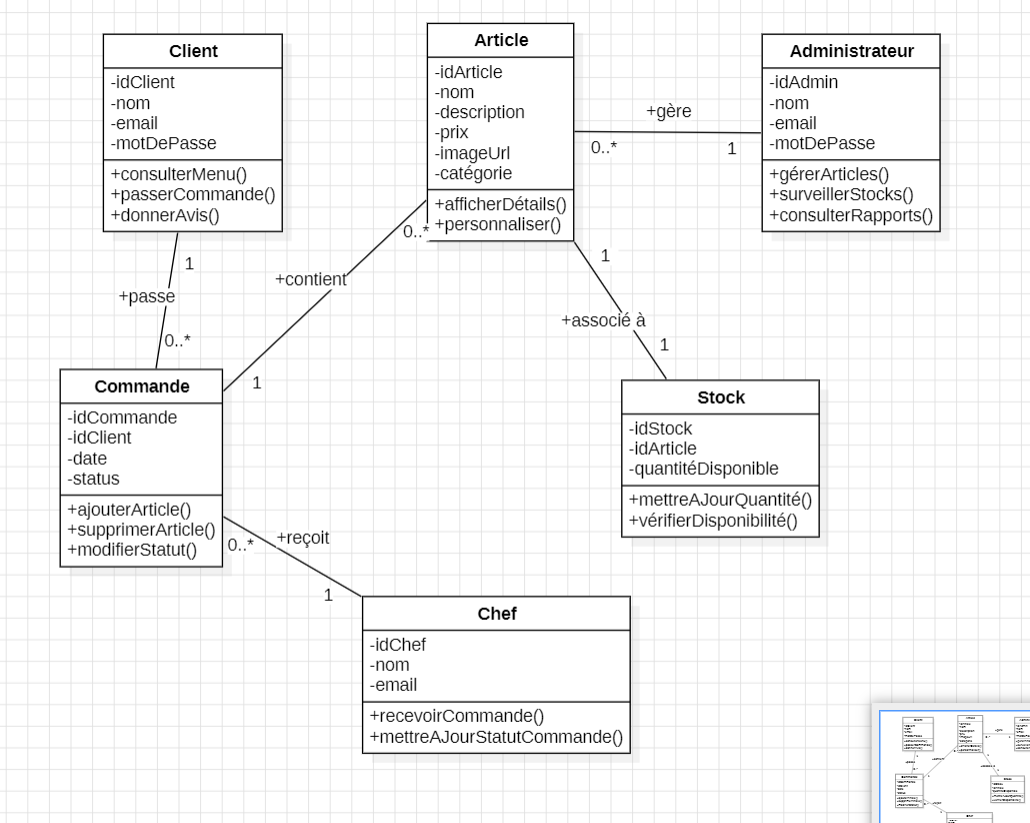 Client
-idClient
-nom
-email
-motDePasse
+consulterMenu()
+passerCommande()
+donnerAvis()
Article
-idArticle
-nom
-description
-prix
-imageUrl
-catégorie
+afficherDétails()
+personnaliser()
Administrateur
-idAdmin
-nom
-email
-motDePasse
+gérerArticles()
+surveillerStocks()
+consulterRapports()
+gère
0..*
1
1
+passe
0..*
0..*
+contient
1
1
+associé à
1
Commande
-idCommande
-idClient
-date
-status
+ajouterArticle()
+supprimerArticle()
+modifierStatut()
Stock
-idStock
-idArticle
-quantitéDisponible
+mettreAJourQuantité()
+vérifierDisponibilité()
0..*
+reçoit
1
Chef
-idChef
-nom
-email
+recevoirCommande()
+mettreAJourStatutCommande()